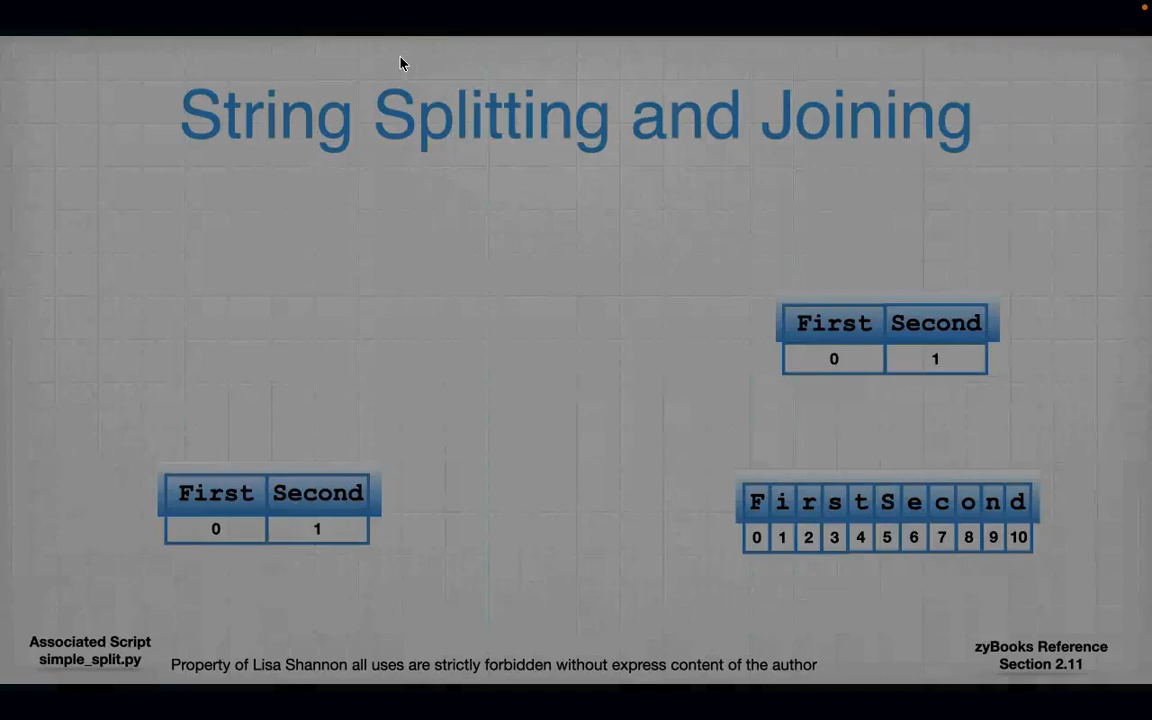 String Splitting and Joining
First Second
0 1
First Second
0 1
F i r s t S e c o n d
0 1 2 3 4 5 6 7 8 9 10
Associated Script
simple_split.py
Property of Lisa Shannon all uses are strictly forbidden without express content of the author
zyBooks Reference
Section 2.11